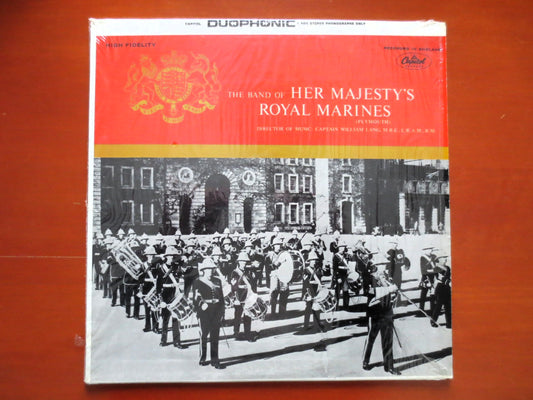 CAPITOL DUOPHONIC - FOR STEREO PHONOGRAPHS ONLY
HIGH FIDELITY
RECORDED IN ENGLAND
Capitol
THE BAND OF HER MAJESTY'S
ROYAL MARINES
(PLYMOUTH)
DIRECTOR OF MUSIC: CAPTAIN WILLIAM LANG, M.B.E.